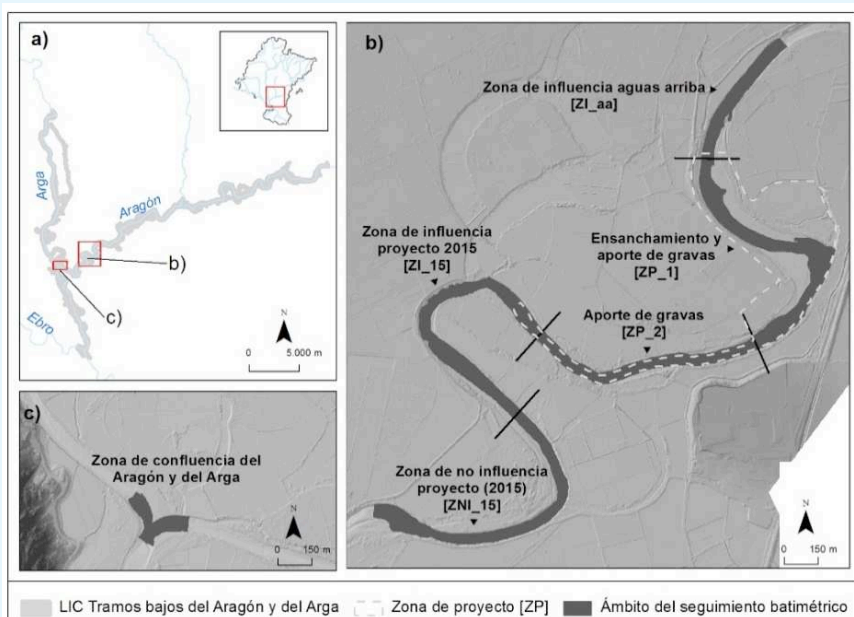 a)
Arga
Aragón
b)
c)
Ebro
N
0 5.000 m
b)
Zona de influencia aguas arriba
[ZI_aa]
Zona de influencia
proyecto 2015
[ZI_15]
Ensanchamiento y
aporte de gravas
[ZP_1]
Aporte de gravas
[ZP_2]
Zona de no influencia
proyecto (2015)
[ZNI_15]
N
0 150 m
c)
Zona de confluencia del
Aragón y del Arga
N
0 150 m
LIC Tramos bajos del Aragón y del Arga Zona de proyecto [ZP] Ámbito del seguimiento batimétrico